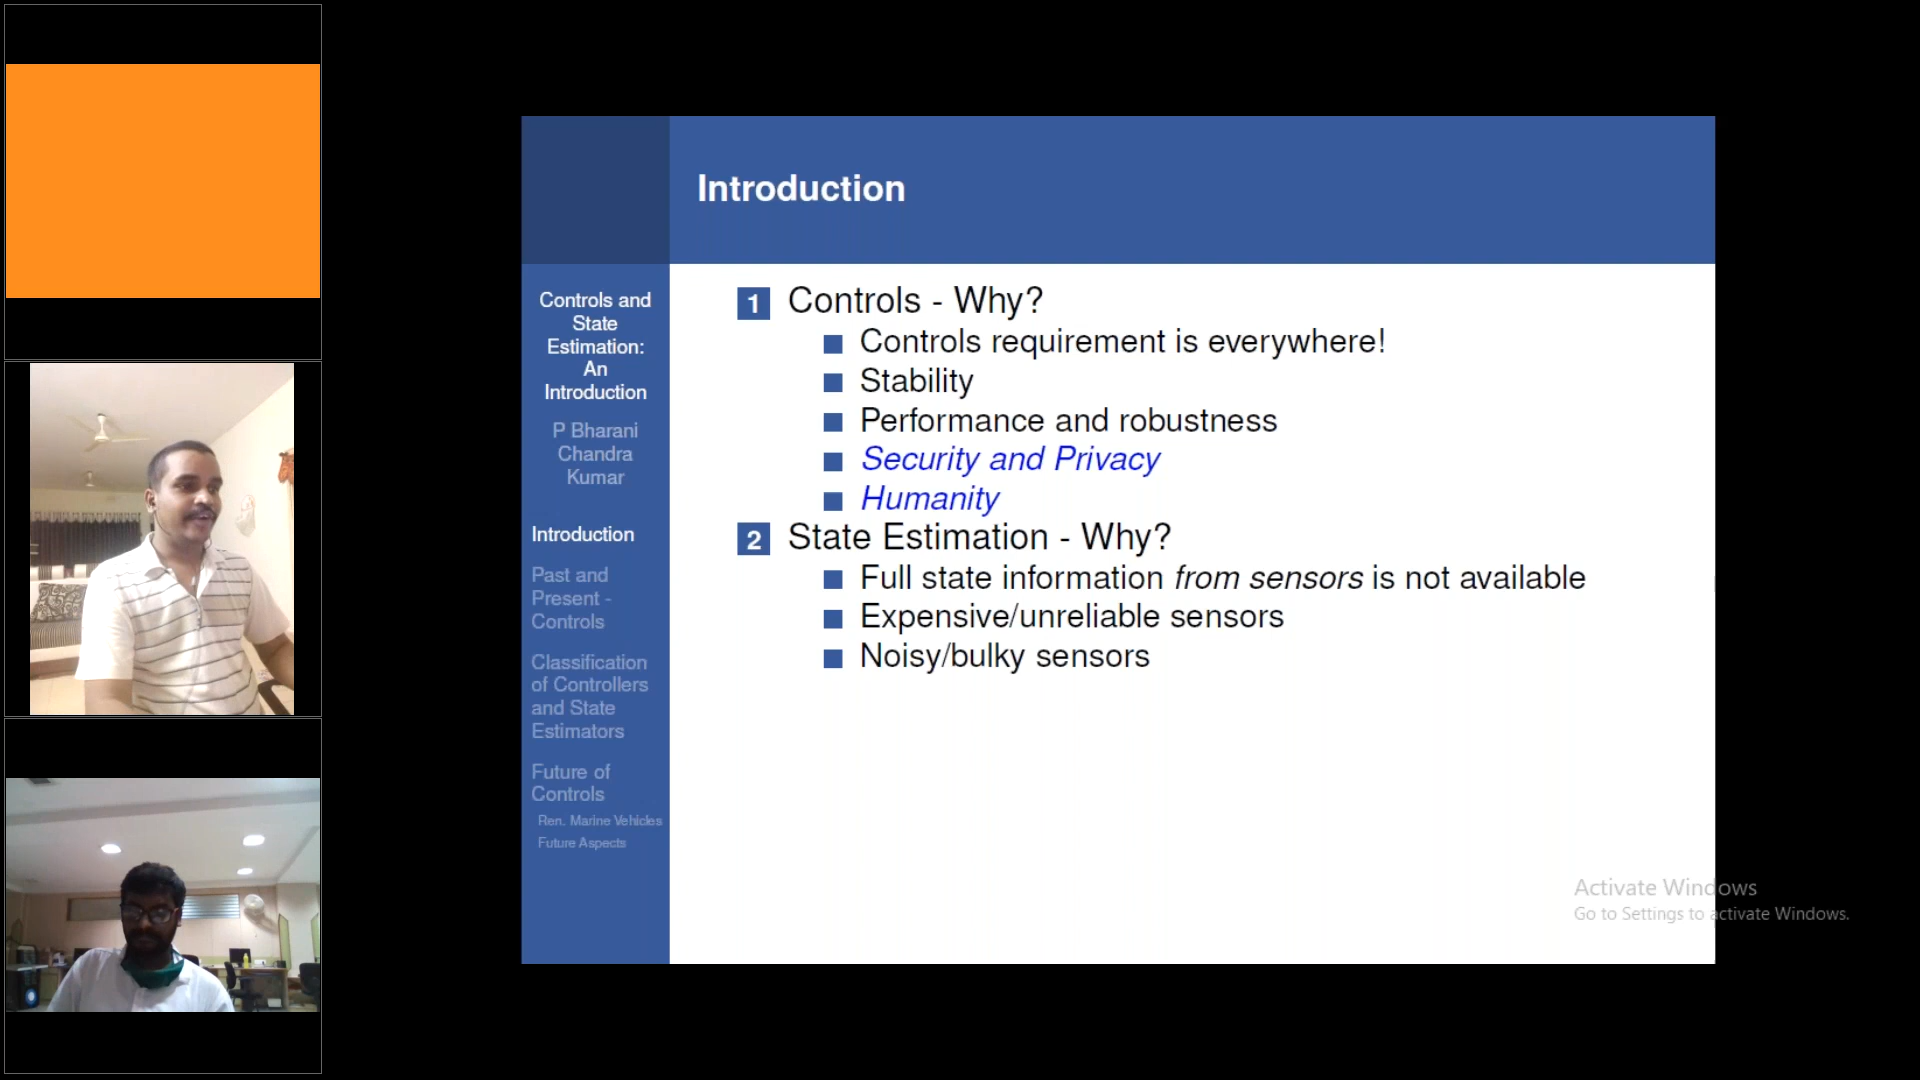 Introduction
Controls and
State
Estimation:
An
Introduction
P Bharani
Chandra
Kumar
Introduction
Past and
Present -
Controls
Classification
of Controllers
and State
Estimators
Future of
Controls
Ren. Marine Vehicles
Future Aspects
1 Controls - Why?
Controls requirement is everywhere!
Stability
Performance and robustness
Security and Privacy
Humanity
2 State Estimation - Why?
Full state information from sensors is not available
Expensive/unreliable sensors
Noisy/bulky sensors
Activate Windows
Go to Settings to activate Windows.